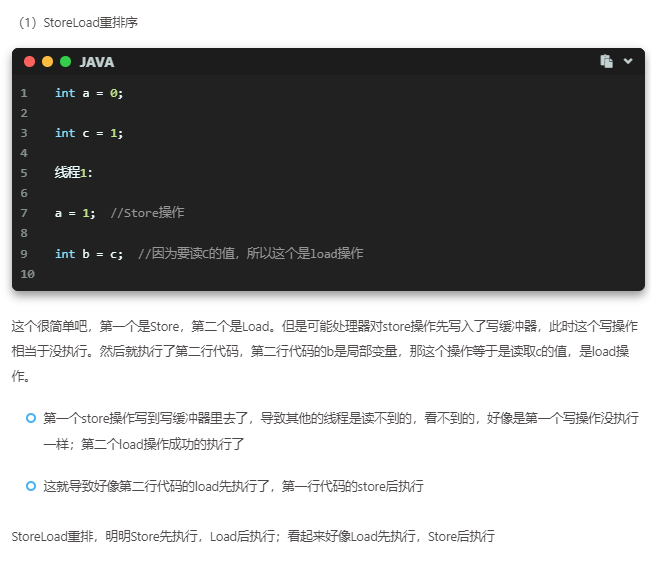 （1）StoreLoad重排序
JAVA
1 int a = 0;
2
3 int c = 1;
4
5 线程1:
6
7 a = 1; //Store操作
8
9 int b = c; //因为要读C的值，所以这个是load操作
10
这个很简单吧，第一个是Store，第二个是Load。但是可能处理器对store操作先写入了写缓冲器，此时这个写操作
相当于没执行。然后就执行了第二行代码，第二行代码的b是局部变量，那这个操作等于是读取c的值，是load操
作。
第一个store操作写到写缓冲器里去了，导致其他的线程是读不到的，看不到的，好像是第一个写操作没执行
一样；第二个load操作成功的执行了
这就导致好像第二行代码的load先执行了，第一行代码的store后执行
StoreLoad重排，明明Store先执行，Load后执行；看起来好像Load先执行，Store后执行